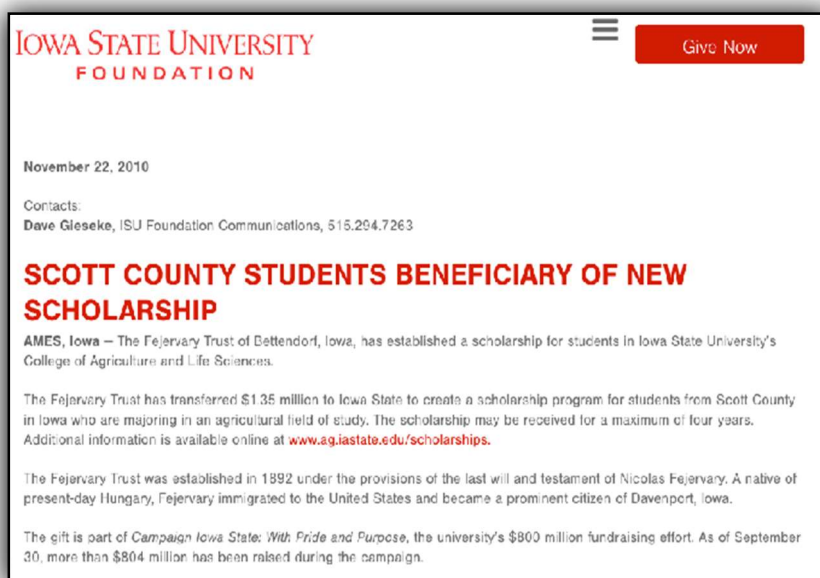 IOWA STATE UNIVERSITY
FOUNDATION
Give Now
November 22, 2010
Contacts:
Dave Gieseke, ISU Foundation Communications, 515.294.7263
SCOTT COUNTY STUDENTS BENEFICIARY OF NEW
SCHOLARSHIP
AMES, Iowa – The Fejervary Trust of Bettendorf, Iowa, has established a scholarship for students in Iowa State University's
College of Agriculture and Life Sciences.
The Fejervary Trust has transferred $1.35 million to Iowa State to create a scholarship program for students from Scott County
in Iowa who are majoring in an agricultural field of study. The scholarship may be received for a maximum of four years.
Additional information is available online at www.ag.iastate.edu/scholarships.
The Fejervary Trust was established in 1892 under the provisions of the last will and testament of Nicolas Fejervary. A native of
present-day Hungary, Fejervary immigrated to the United States and became a prominent citizen of Davenport, Iowa.
The gift is part of Campaign Iowa State: With Pride and Purpose, the university's $800 million fundraising effort. As of September
30, more than $804 million has been raised during the campaign.